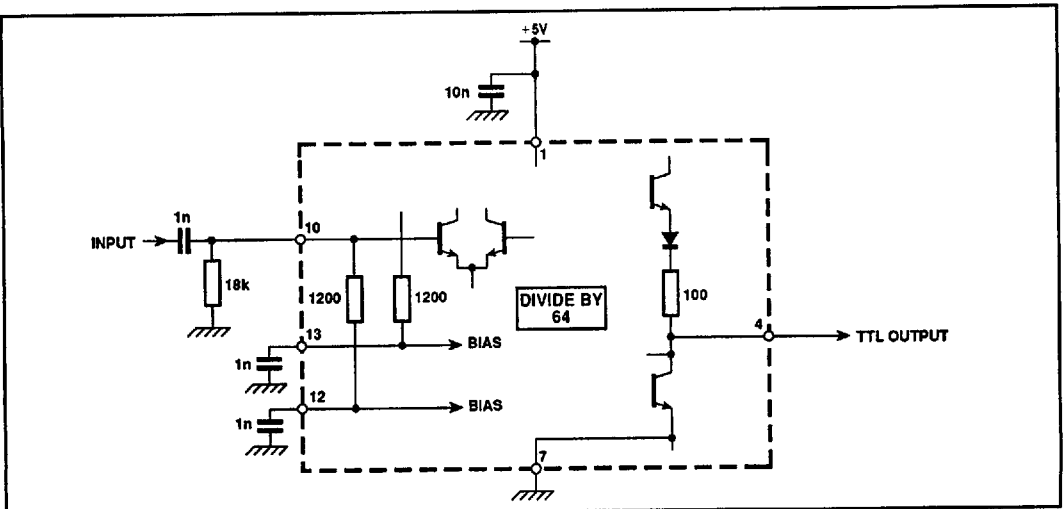 +5V
10n
1
1n
INPUT
10
18k
1200
1200
DIVIDE BY
64
100
4
TTL OUTPUT
13
BIAS
1n
12
BIAS
1n
7